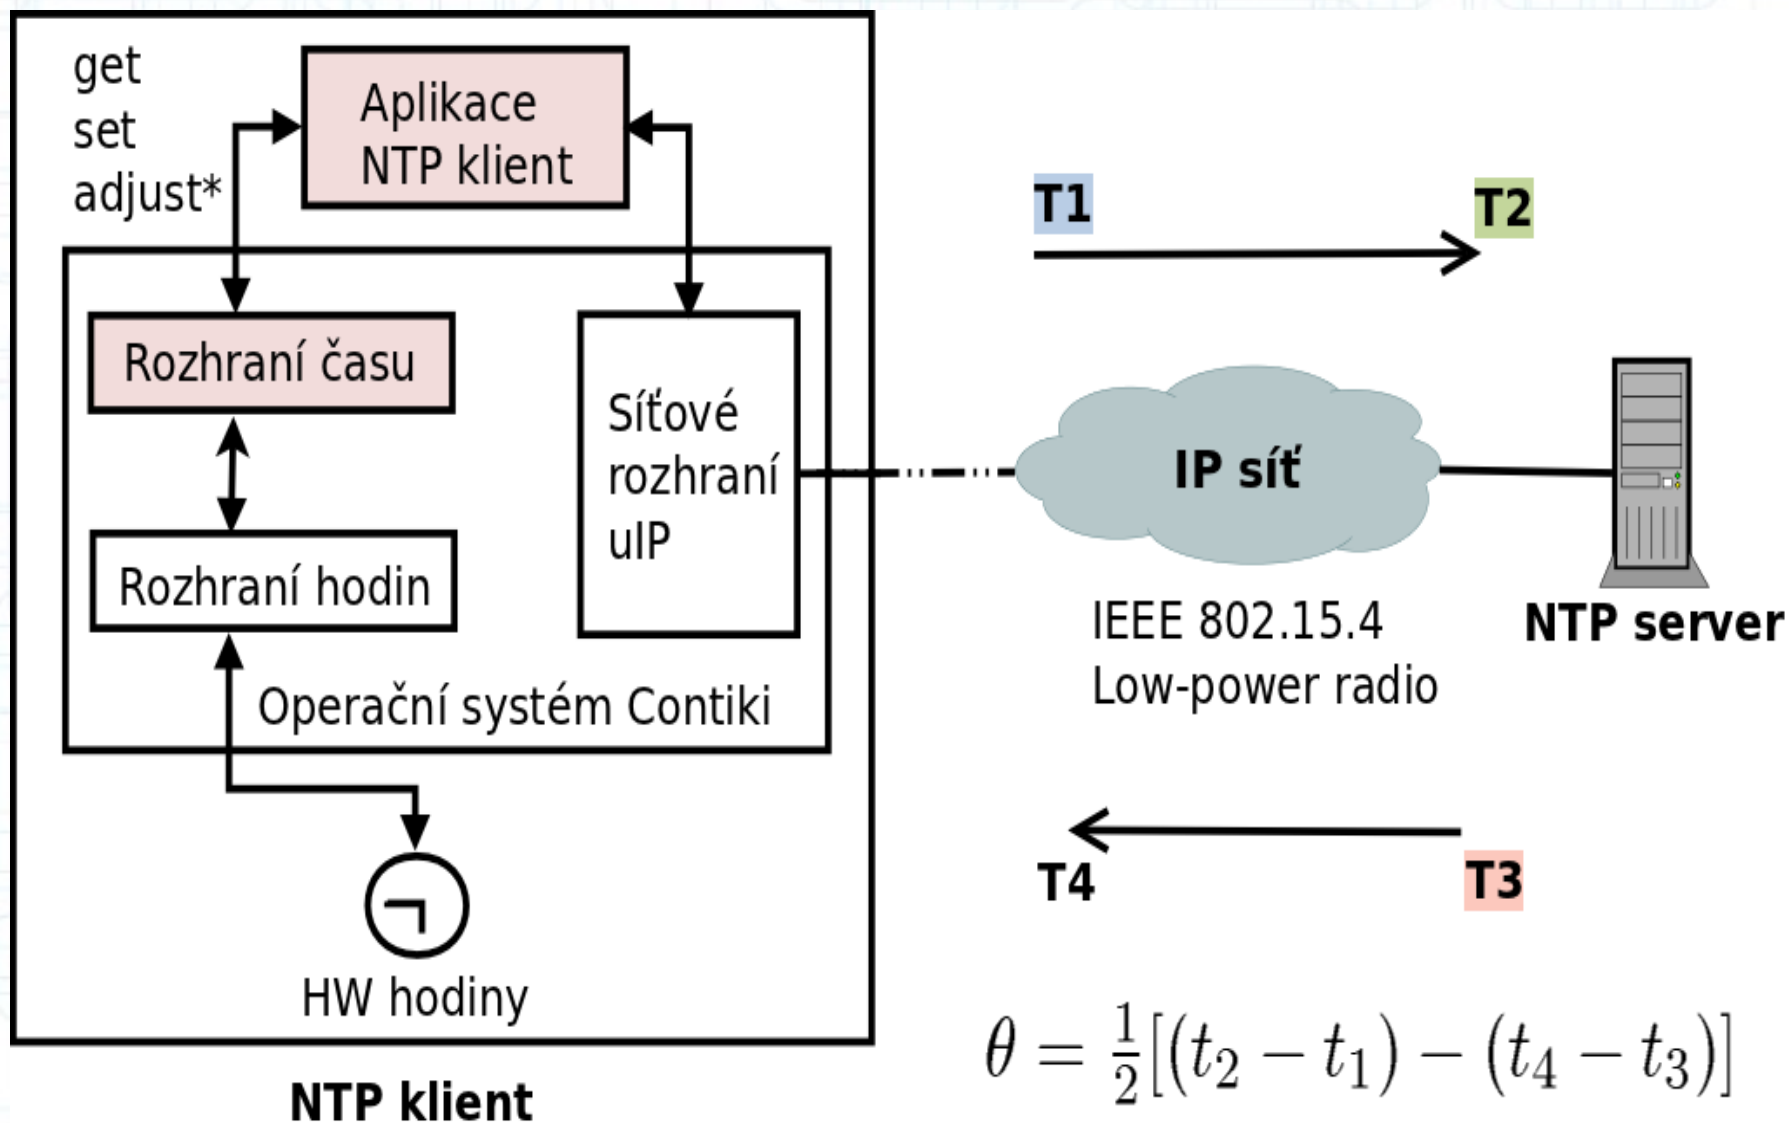 get
set
adjust*
Aplikace
NTP klient
Rozhraní času
Síťové
rozhraní
uIP
Rozhraní hodin
Operační systém Contiki
HW hodiny
NTP klient
T1
T2
IP síť
IEEE 802.15.4
Low-power radio
NTP server
T4
T3
θ = 1/2[(t2 − t1) − (t4 − t3)]